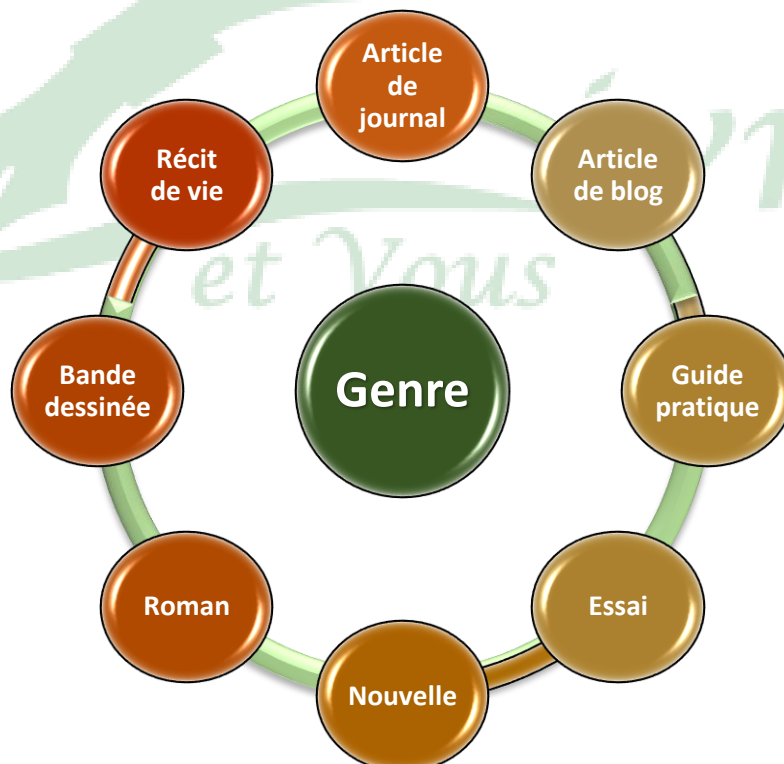 Article
de
journal
Article
de blog
Guide
pratique
Essai
Nouvelle
Roman
Bande
dessinée
Récit
de vie
Genre
et Vous